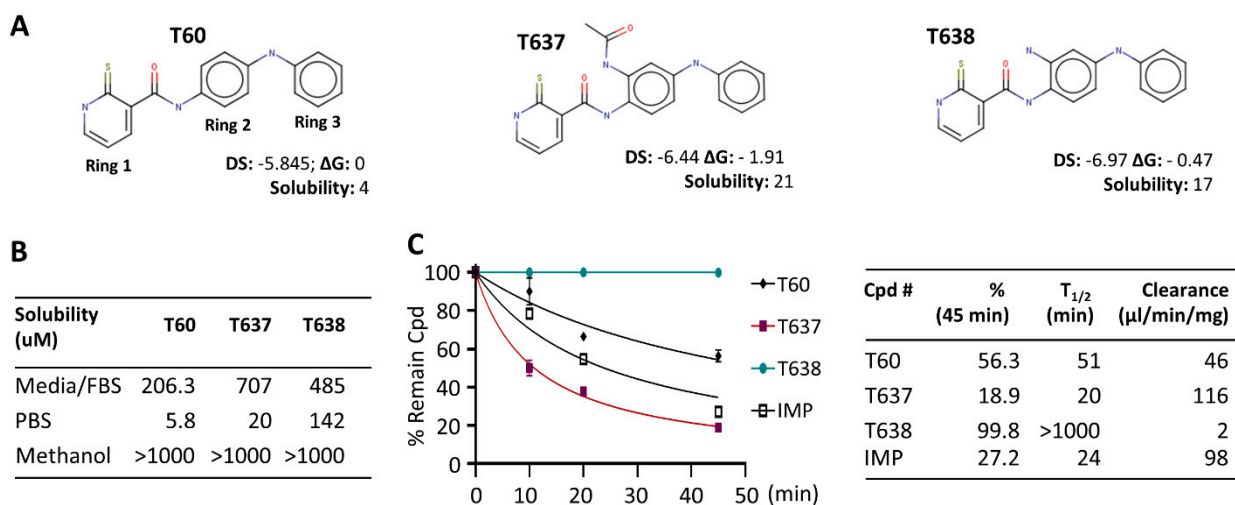 A
T60
T637
T638
S
O
N
N
N
Ring 1
Ring 2
Ring 3
DS: -5.845; ΔG: 0
Solubility: 4
O
N
S
O
N
N
N
DS: -6.44 ΔG: - 1.91
Solubility: 21
N
S
O
N
N
N
DS: -6.97 ΔG: - 0.47
Solubility: 17
B
Solubility (uM) T60 T637 T638
Media/FBS 206.3 707 485
PBS 5.8 20 142
Methanol >1000 >1000 >1000
C
% Remain Cpd
100
80
60
40
20
0
0 10 20 30 40 50 (min)
T60
T637
T638
IMP
Cpd # % (45 min) T1/2 (min) Clearance (µl/min/mg)
T60 56.3 51 46
T637 18.9 20 116
T638 99.8 >1000 2
IMP 27.2 24 98